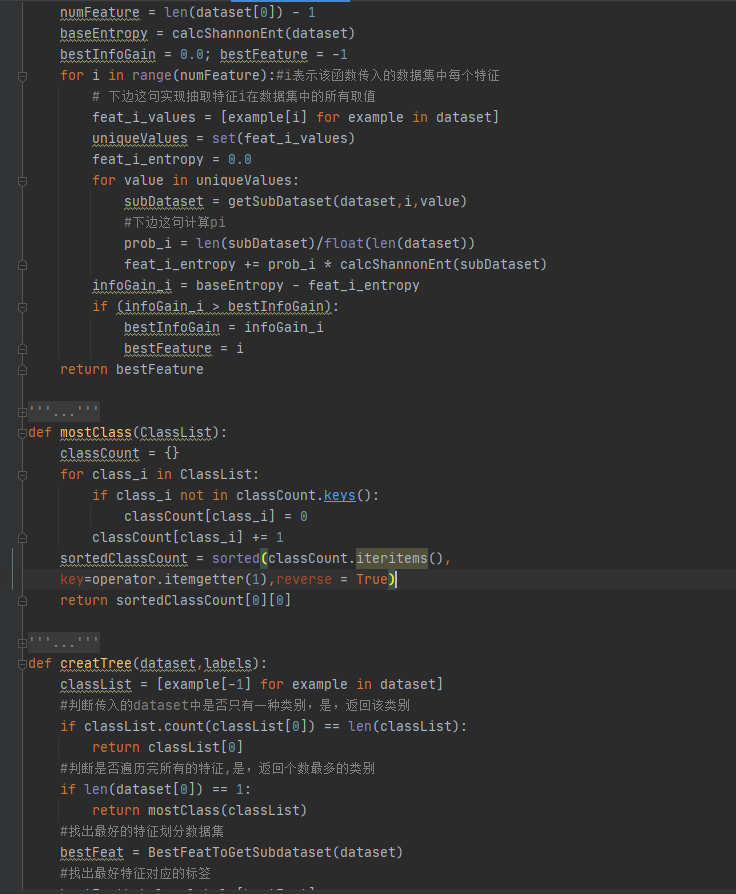 numFeature = len(dataset[0]) - 1
baseEntropy = calcShannonEnt(dataset)
bestInfoGain = 0.0; bestFeature = -1
for i in range(numFeature):#i表示该函数传入的数据集中每个特征
# 下边这句实现抽取特征i在数据集中的所有取值
feat_i_values = [example[i] for example in dataset]
uniqueValues = set(feat_i_values)
feat_i_entropy = 0.0
for value in uniqueValues:
subDataset = getSubDataset(dataset,i,value)
#下边这句计算pi
prob_i = len(subDataset)/float(len(dataset))
feat_i_entropy += prob_i * calcShannonEnt(subDataset)
infoGain_i = baseEntropy - feat_i_entropy
if (infoGain_i > bestInfoGain):
bestInfoGain = infoGain_i
bestFeature = i
return bestFeature
'''...'''
def mostClass(ClassList):
classCount = {}
for class_i in ClassList:
if class_i not in classCount.keys():
classCount[class_i] = 0
classCount[class_i] += 1
sortedClassCount = sorted(classCount.iteritems(),
key=operator.itemgetter(1),reverse = True)
return sortedClassCount[0][0]
'''...'''
def creatTree(dataset,labels):
classList = [example[-1] for example in dataset]
#判断传入的dataset中是否只有一种类别，是，返回该类别
if classList.count(classList[0]) == len(classList):
return classList[0]
#判断是否遍历完所有的特征,是，返回个数最多的类别
if len(dataset[0]) == 1:
return mostClass(classList)
#找出最好的特征划分数据集
bestFeat = BestFeatToGetSubdataset(dataset)
#找出最好特征对应的标签